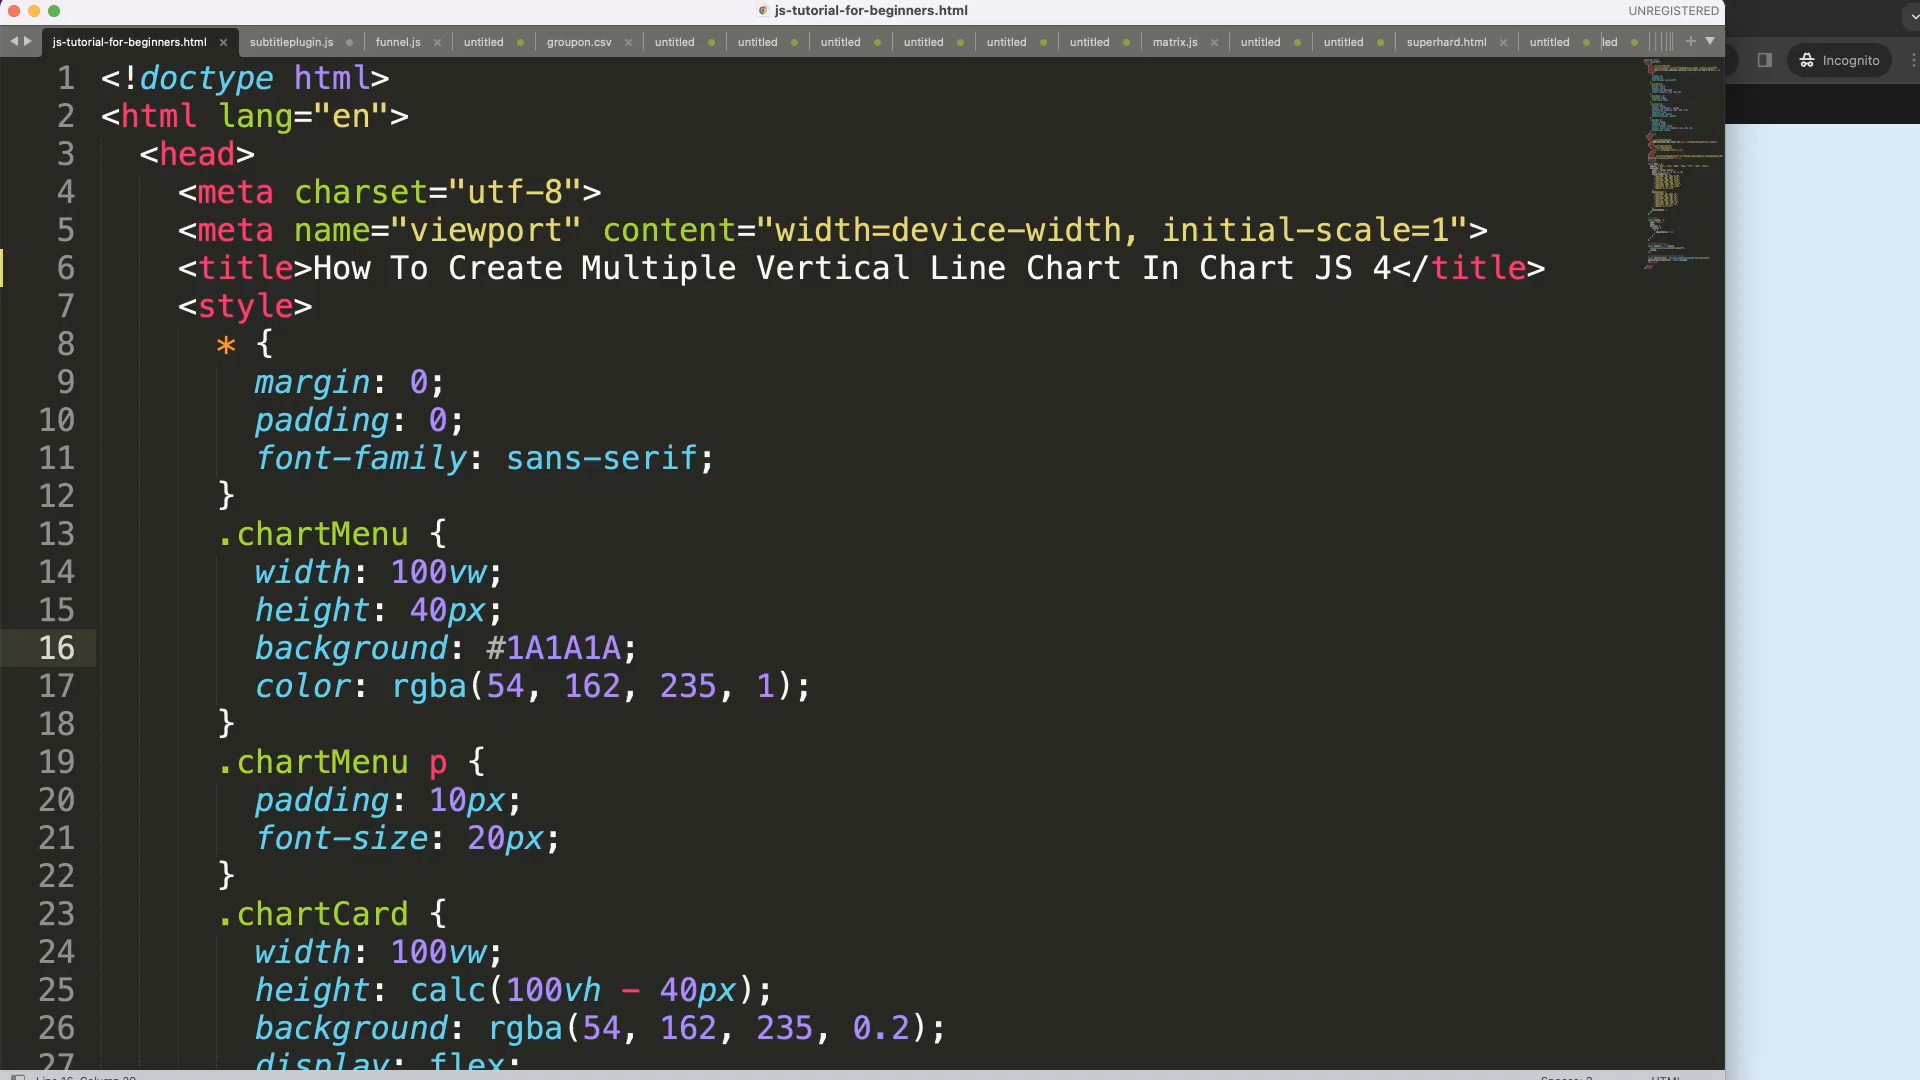 js-tutorial-for-beginners.html
UNREGISTERED
js-tutorial-for-beginners.html subtitleplugin.js funnel.js untitled groupon.csv untitled untitled untitled untitled untitled untitled matrix.js untitled untitled superhard.html untitled led
Incognito
1 <!doctype html>
2 <html lang="en">
3 <head>
4 <meta charset="utf-8">
5 <meta name="viewport" content="width=device-width, initial-scale=1">
6 <title>How To Create Multiple Vertical Line Chart In Chart JS 4</title>
7 <style>
8 * {
9 margin: 0;
10 padding: 0;
11 font-family: sans-serif;
12 }
13 .chartMenu {
14 width: 100vw;
15 height: 40px;
16 background: #1A1A1A;
17 color: rgba(54, 162, 235, 1);
18 }
19 .chartMenu p {
20 padding: 10px;
21 font-size: 20px;
22 }
23 .chartCard {
24 width: 100vw;
25 height: calc(100vh - 40px);
26 background: rgba(54, 162, 235, 0.2);
27 display: flex;